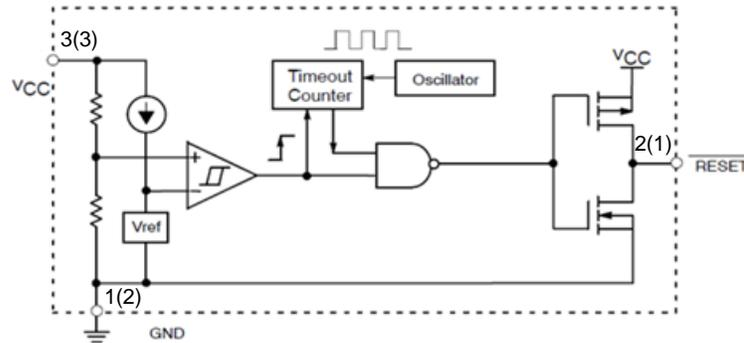 3(3)
VCC
Timeout
Counter
Oscillator
VCC
2(1)
RESET
+
−
Vref
1(2)
GND